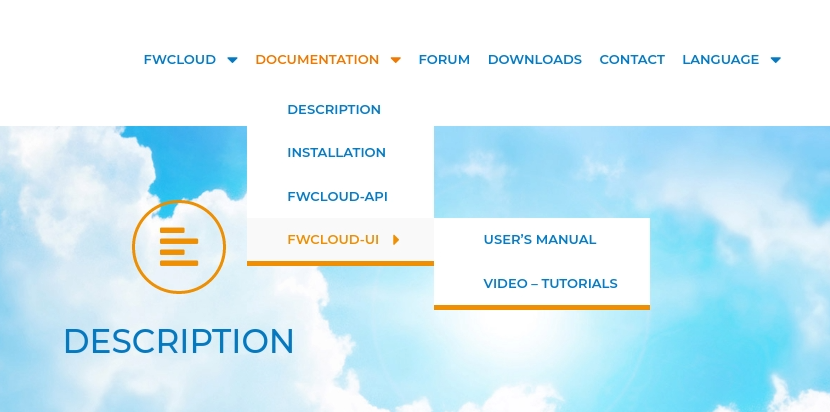 FWCLOUD DOCUMENTATION FORUM DOWNLOADS CONTACT LANGUAGE
DESCRIPTION
INSTALLATION
FWCLOUD-API
FWCLOUD-UI
USER’S MANUAL
VIDEO – TUTORIALS
DESCRIPTION